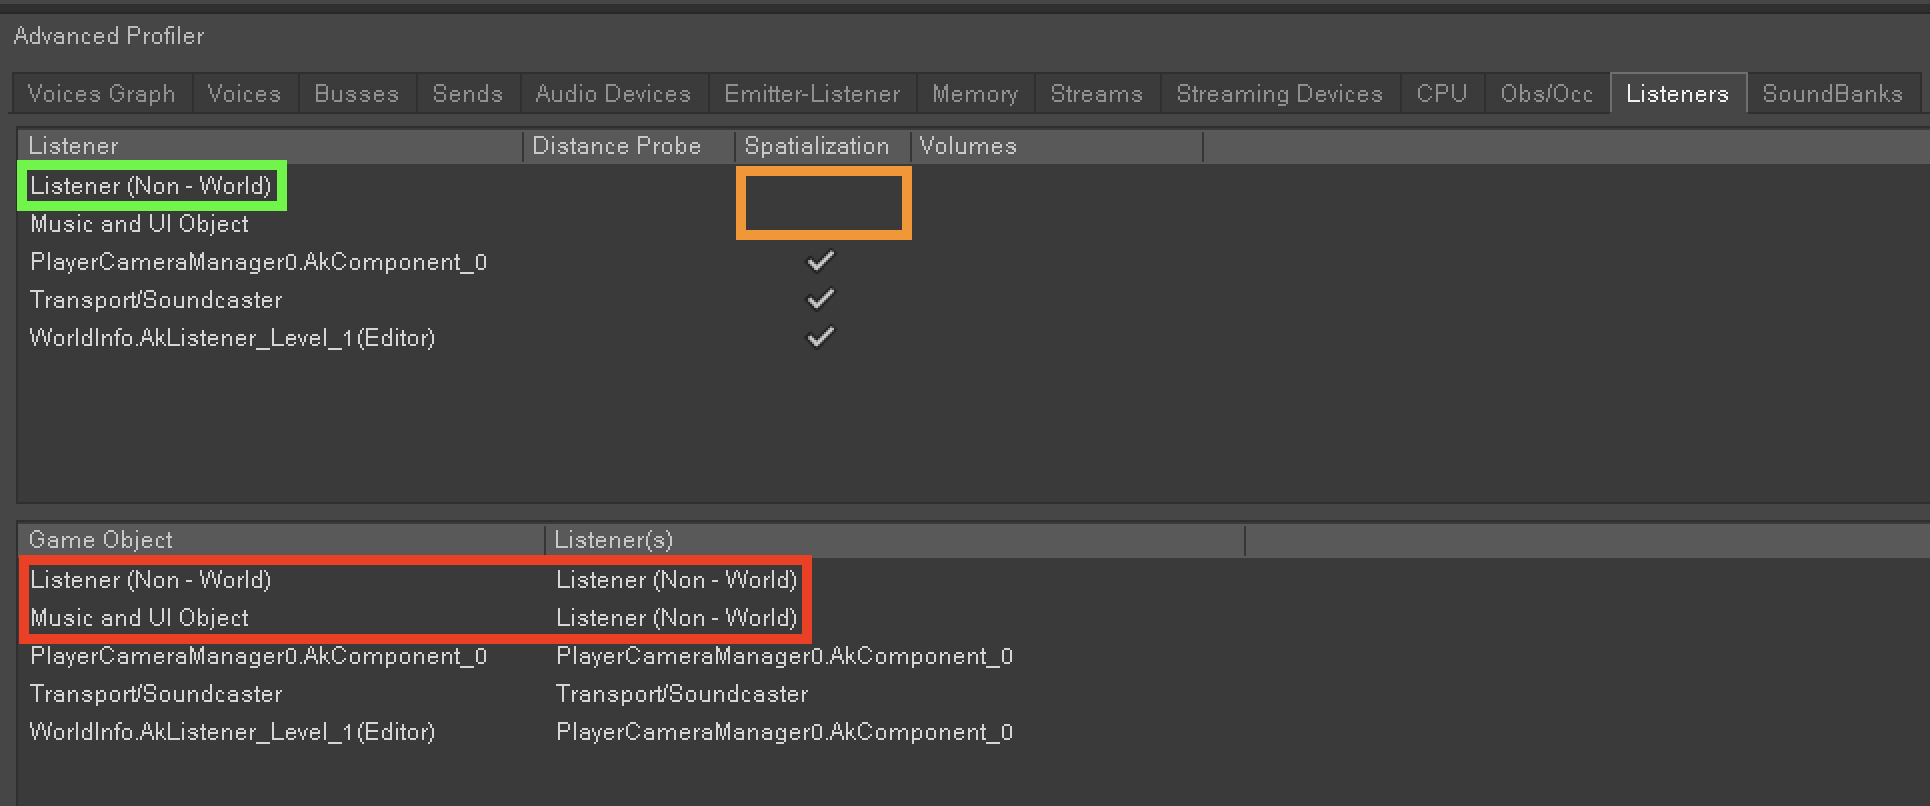 Advanced Profiler
Voices Graph Voices Busses Sends Audio Devices Emitter-Listener Memory Streams Streaming Devices CPU Obs/Occ Listeners SoundBanks
Listener Distance Probe Spatialization Volumes
Listener (Non - World)
Music and UI Object
PlayerCameraManager0.AkComponent_0
Transport/Soundcaster
WorldInfo.AkListener_Level_1(Editor)
Game Object Listener(s)
Listener (Non - World) Listener (Non - World)
Music and UI Object Listener (Non - World)
PlayerCameraManager0.AkComponent_0 PlayerCameraManager0.AkComponent_0
Transport/Soundcaster Transport/Soundcaster
WorldInfo.AkListener_Level_1(Editor) PlayerCameraManager0.AkComponent_0